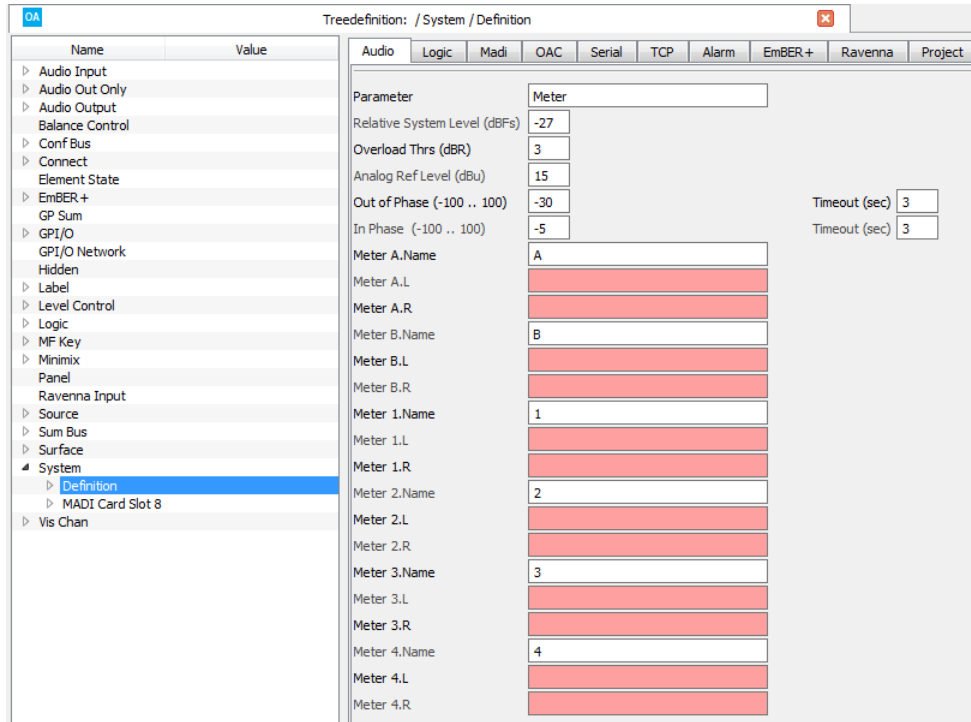 OA
Treedefinition: / System / Definition
Name Value
Audio Input
Audio Out Only
Audio Output
Balance Control
Conf Bus
Connect
Element State
EmBER+
GP Sum
GPI/O
GPI/O Network
Hidden
Label
Level Control
Logic
MF Key
Minimix
Panel
Ravenna Input
Source
Sum Bus
Surface
System
Definition
MADI Card Slot 8
Vis Chan
Audio Logic Madi OAC Serial TCP Alarm EmBER+ Ravenna Project
Parameter Meter
Relative System Level (dBFs) -27
Overload Thrs (dBR) 3
Analog Ref Level (dBu) 15
Out of Phase (-100 .. 100) -30 Timeout (sec) 3
In Phase (-100 .. 100) -5 Timeout (sec) 3
Meter A.Name A
Meter A.L
Meter A.R
Meter B.Name B
Meter B.L
Meter B.R
Meter 1.Name 1
Meter 1.L
Meter 1.R
Meter 2.Name 2
Meter 2.L
Meter 2.R
Meter 3.Name 3
Meter 3.L
Meter 3.R
Meter 4.Name 4
Meter 4.L
Meter 4.R